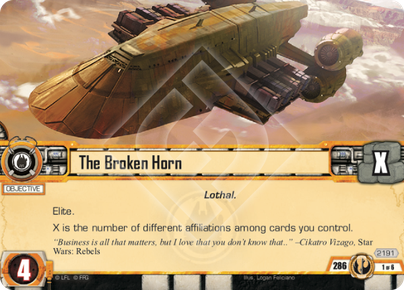 The Broken Horn
X
OBJECTIVE
Lothal.
Elite.
X is the number of different affiliations among cards you control.
"Business is all that matters, but I love that you don't know that.." –Cikatro Vizago, Star
Wars: Rebels
4
© LFL © FFG
Illus. Logan Feliciano
286
2191
1 of 6